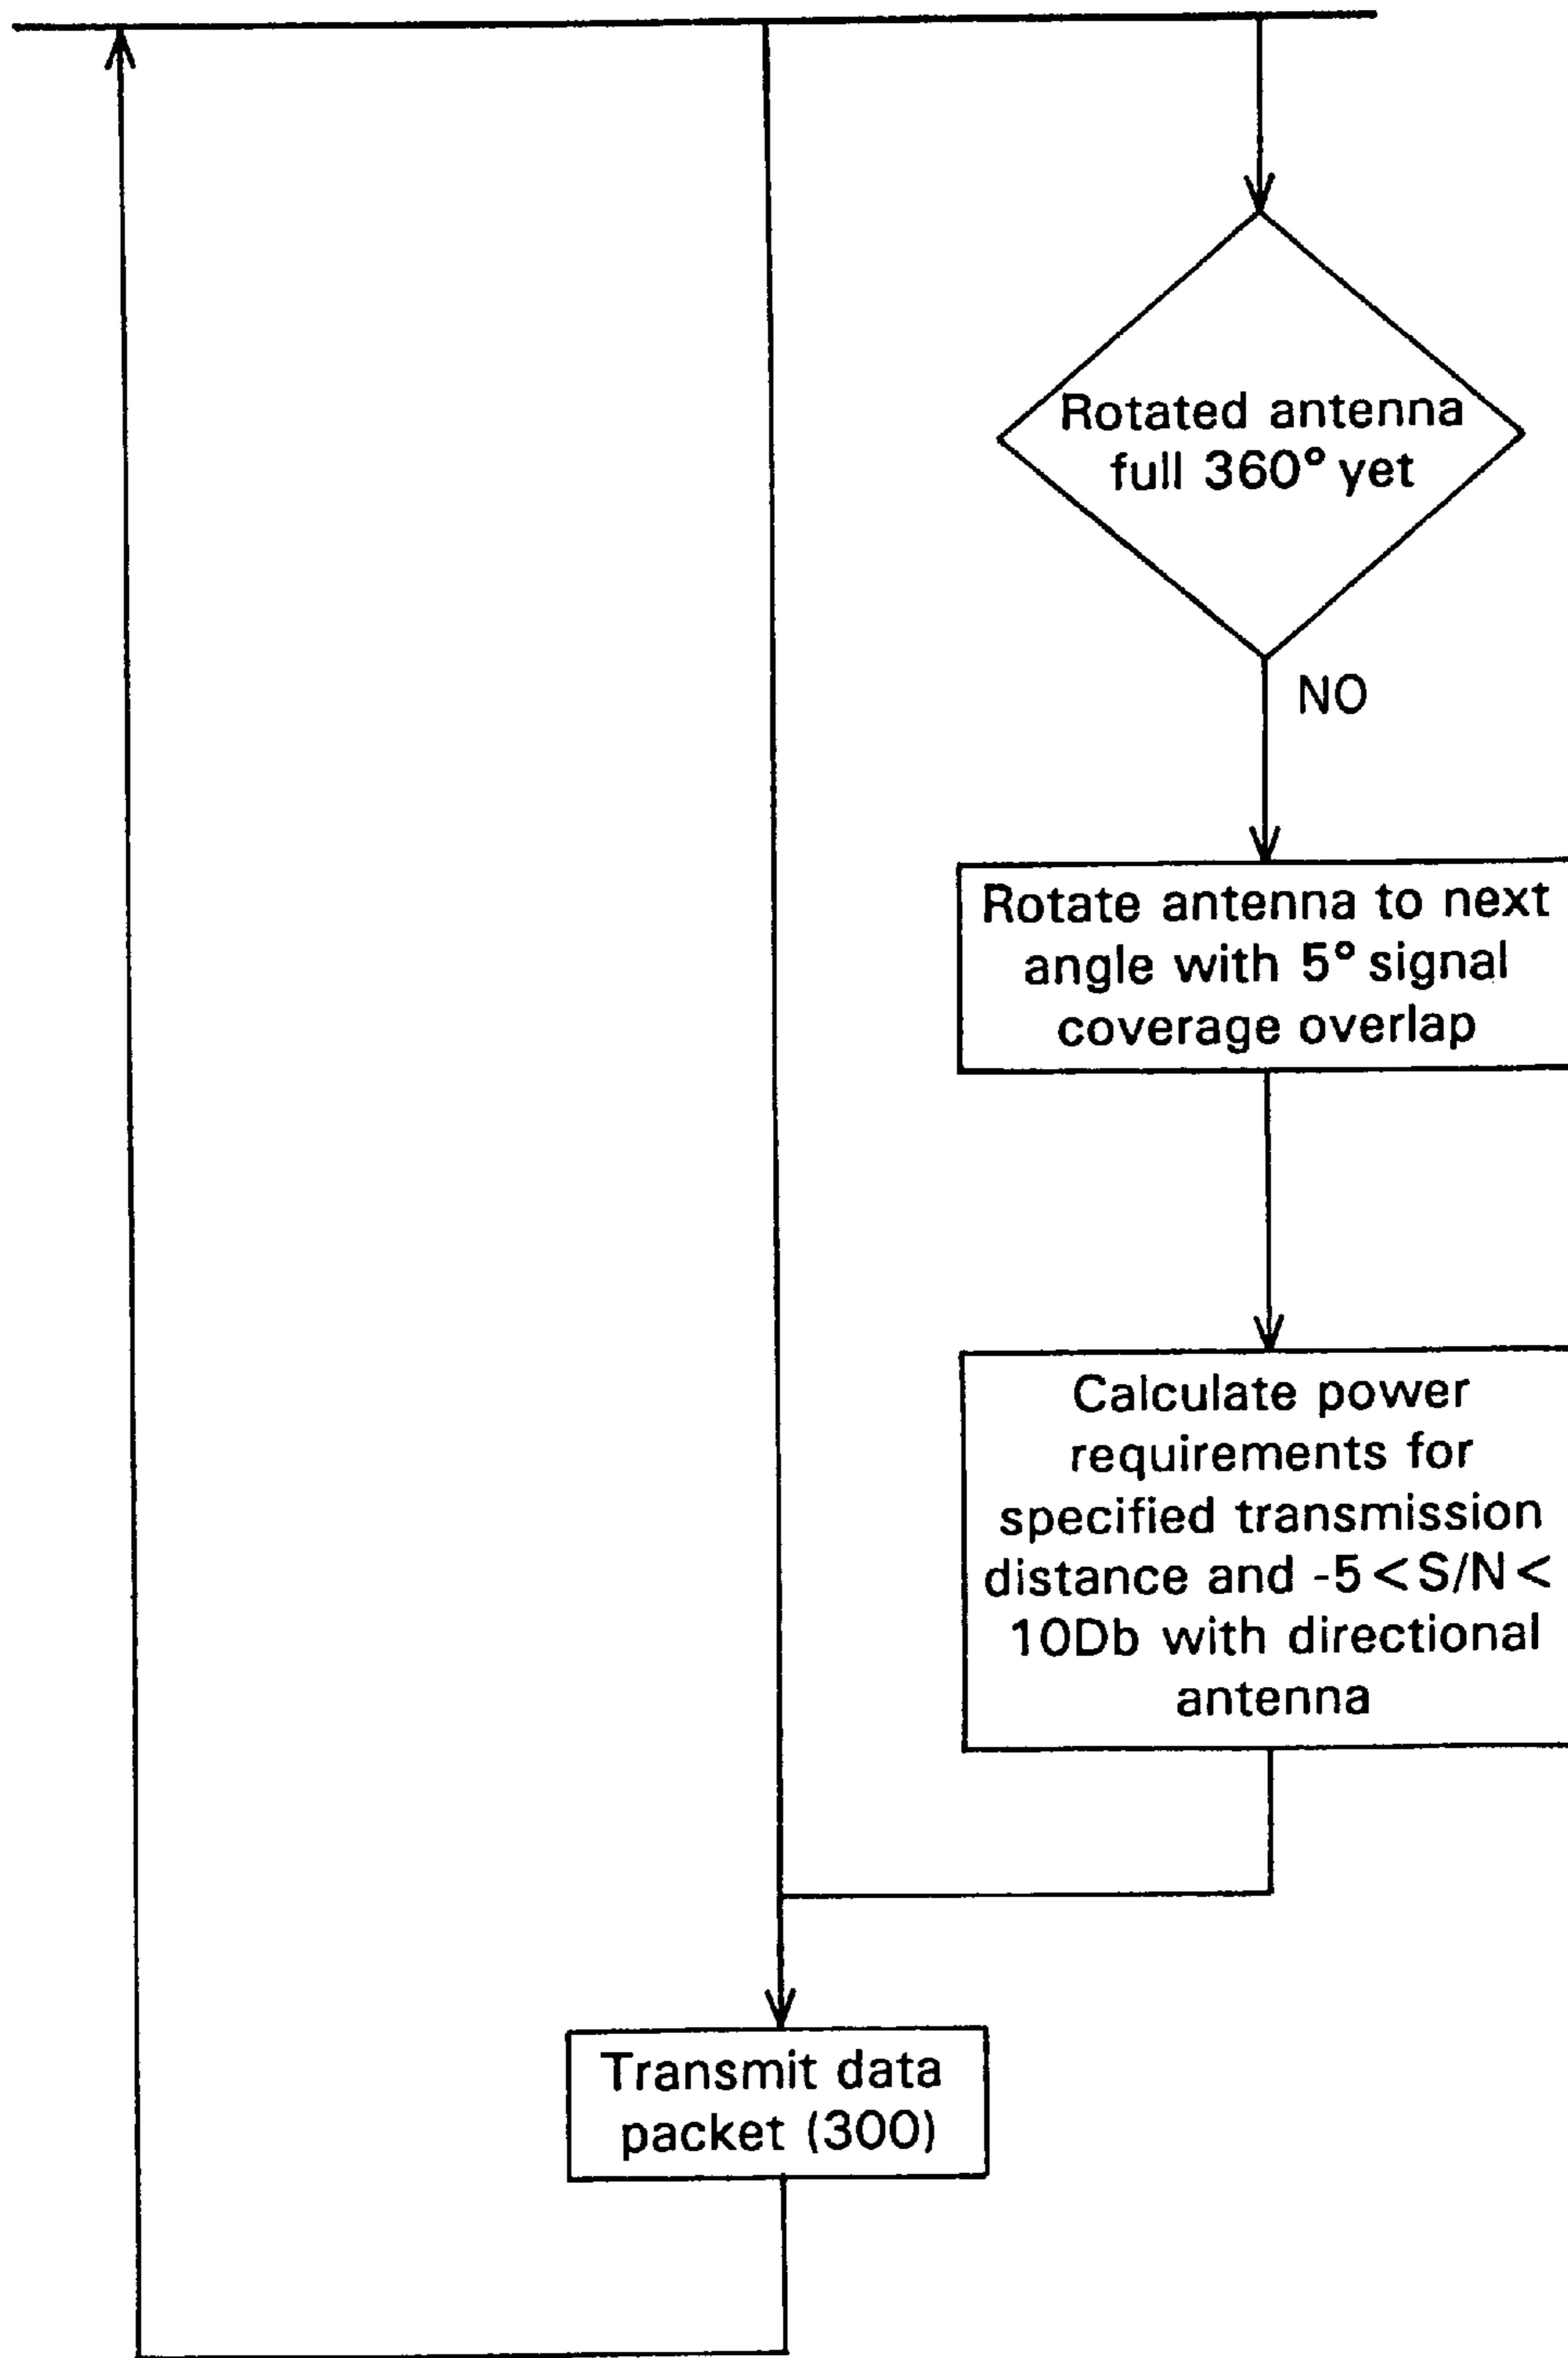 Rotated antenna
full 360° yet
NO
Rotate antenna to next
angle with 5° signal
coverage overlap
Calculate power
requirements for
specified transmission
distance and -5<S/N<
10Db with directional
antenna
Transmit data
packet (300)